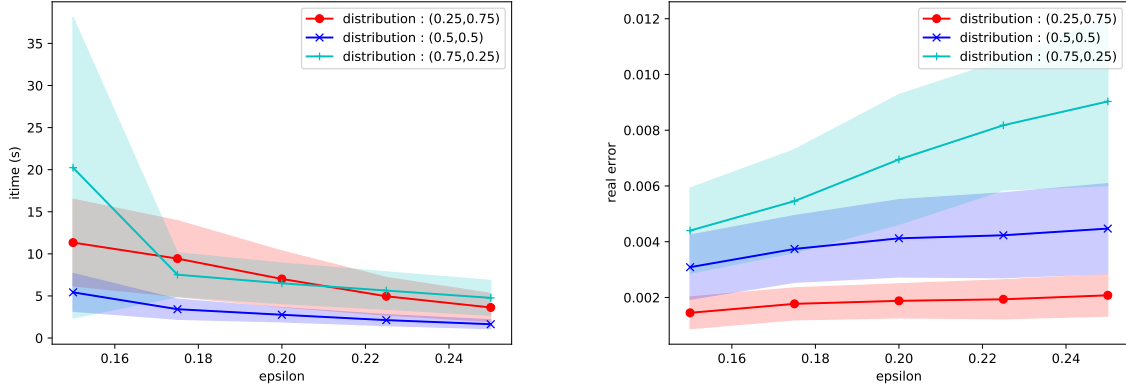 distribution : (0.25,0.75)
distribution : (0.5,0.5)
distribution : (0.75,0.25)
35
30
25
20
15
10
5
0
itime (s)
0.16 0.18 0.20 0.22 0.24
epsilon
distribution : (0.25,0.75)
distribution : (0.5,0.5)
distribution : (0.75,0.25)
0.012
0.010
0.008
0.006
0.004
0.002
real error
0.16 0.18 0.20 0.22 0.24
epsilon